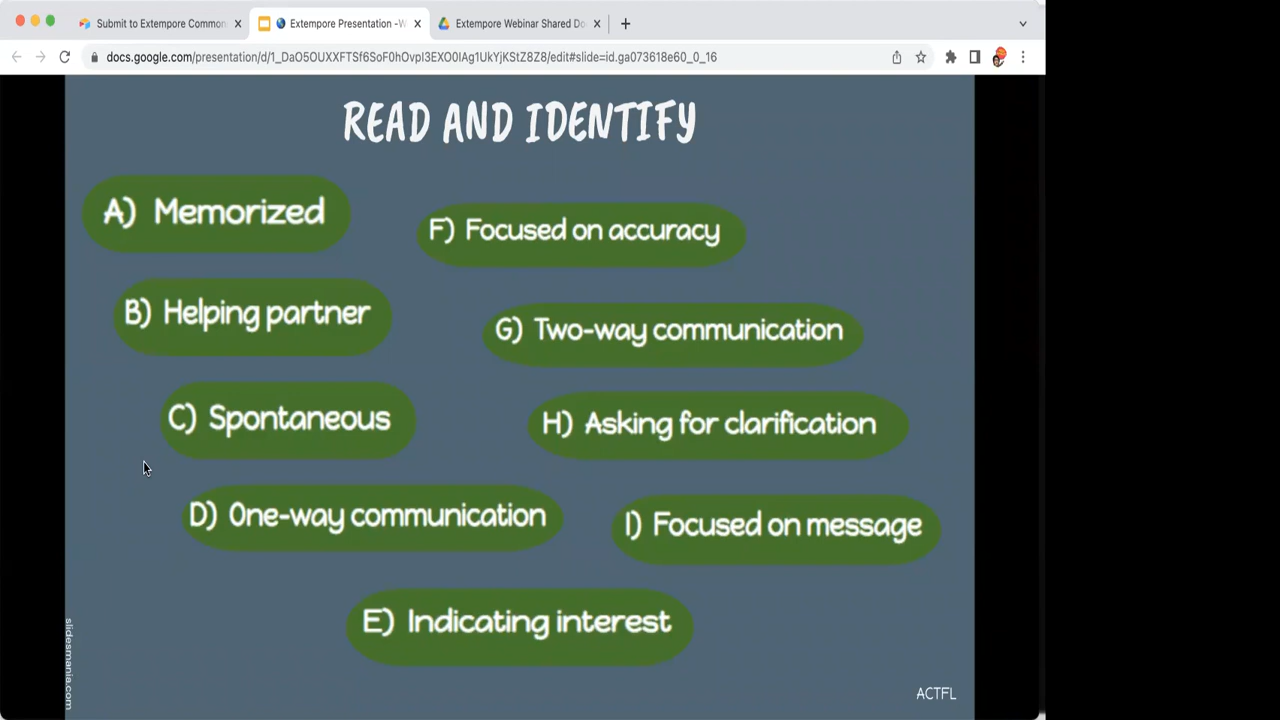 Submit to Extempore Common
Extempore Presentation -W
Extempore Webinar Shared Do
docs.google.com/presentation/d/1_DaO5OUXXFTSf6SoF0hOvpI3EXO0IAg1UkYjKStZ8Z8/edit#slide=id.ga073618e60_0_16
READ AND IDENTIFY
A) Memorized
B) Helping partner
C) Spontaneous
D) One-way communication
E) Indicating interest
F) Focused on accuracy
G) Two-way communication
H) Asking for clarification
I) Focused on message
slidesmania.com
ACTFL